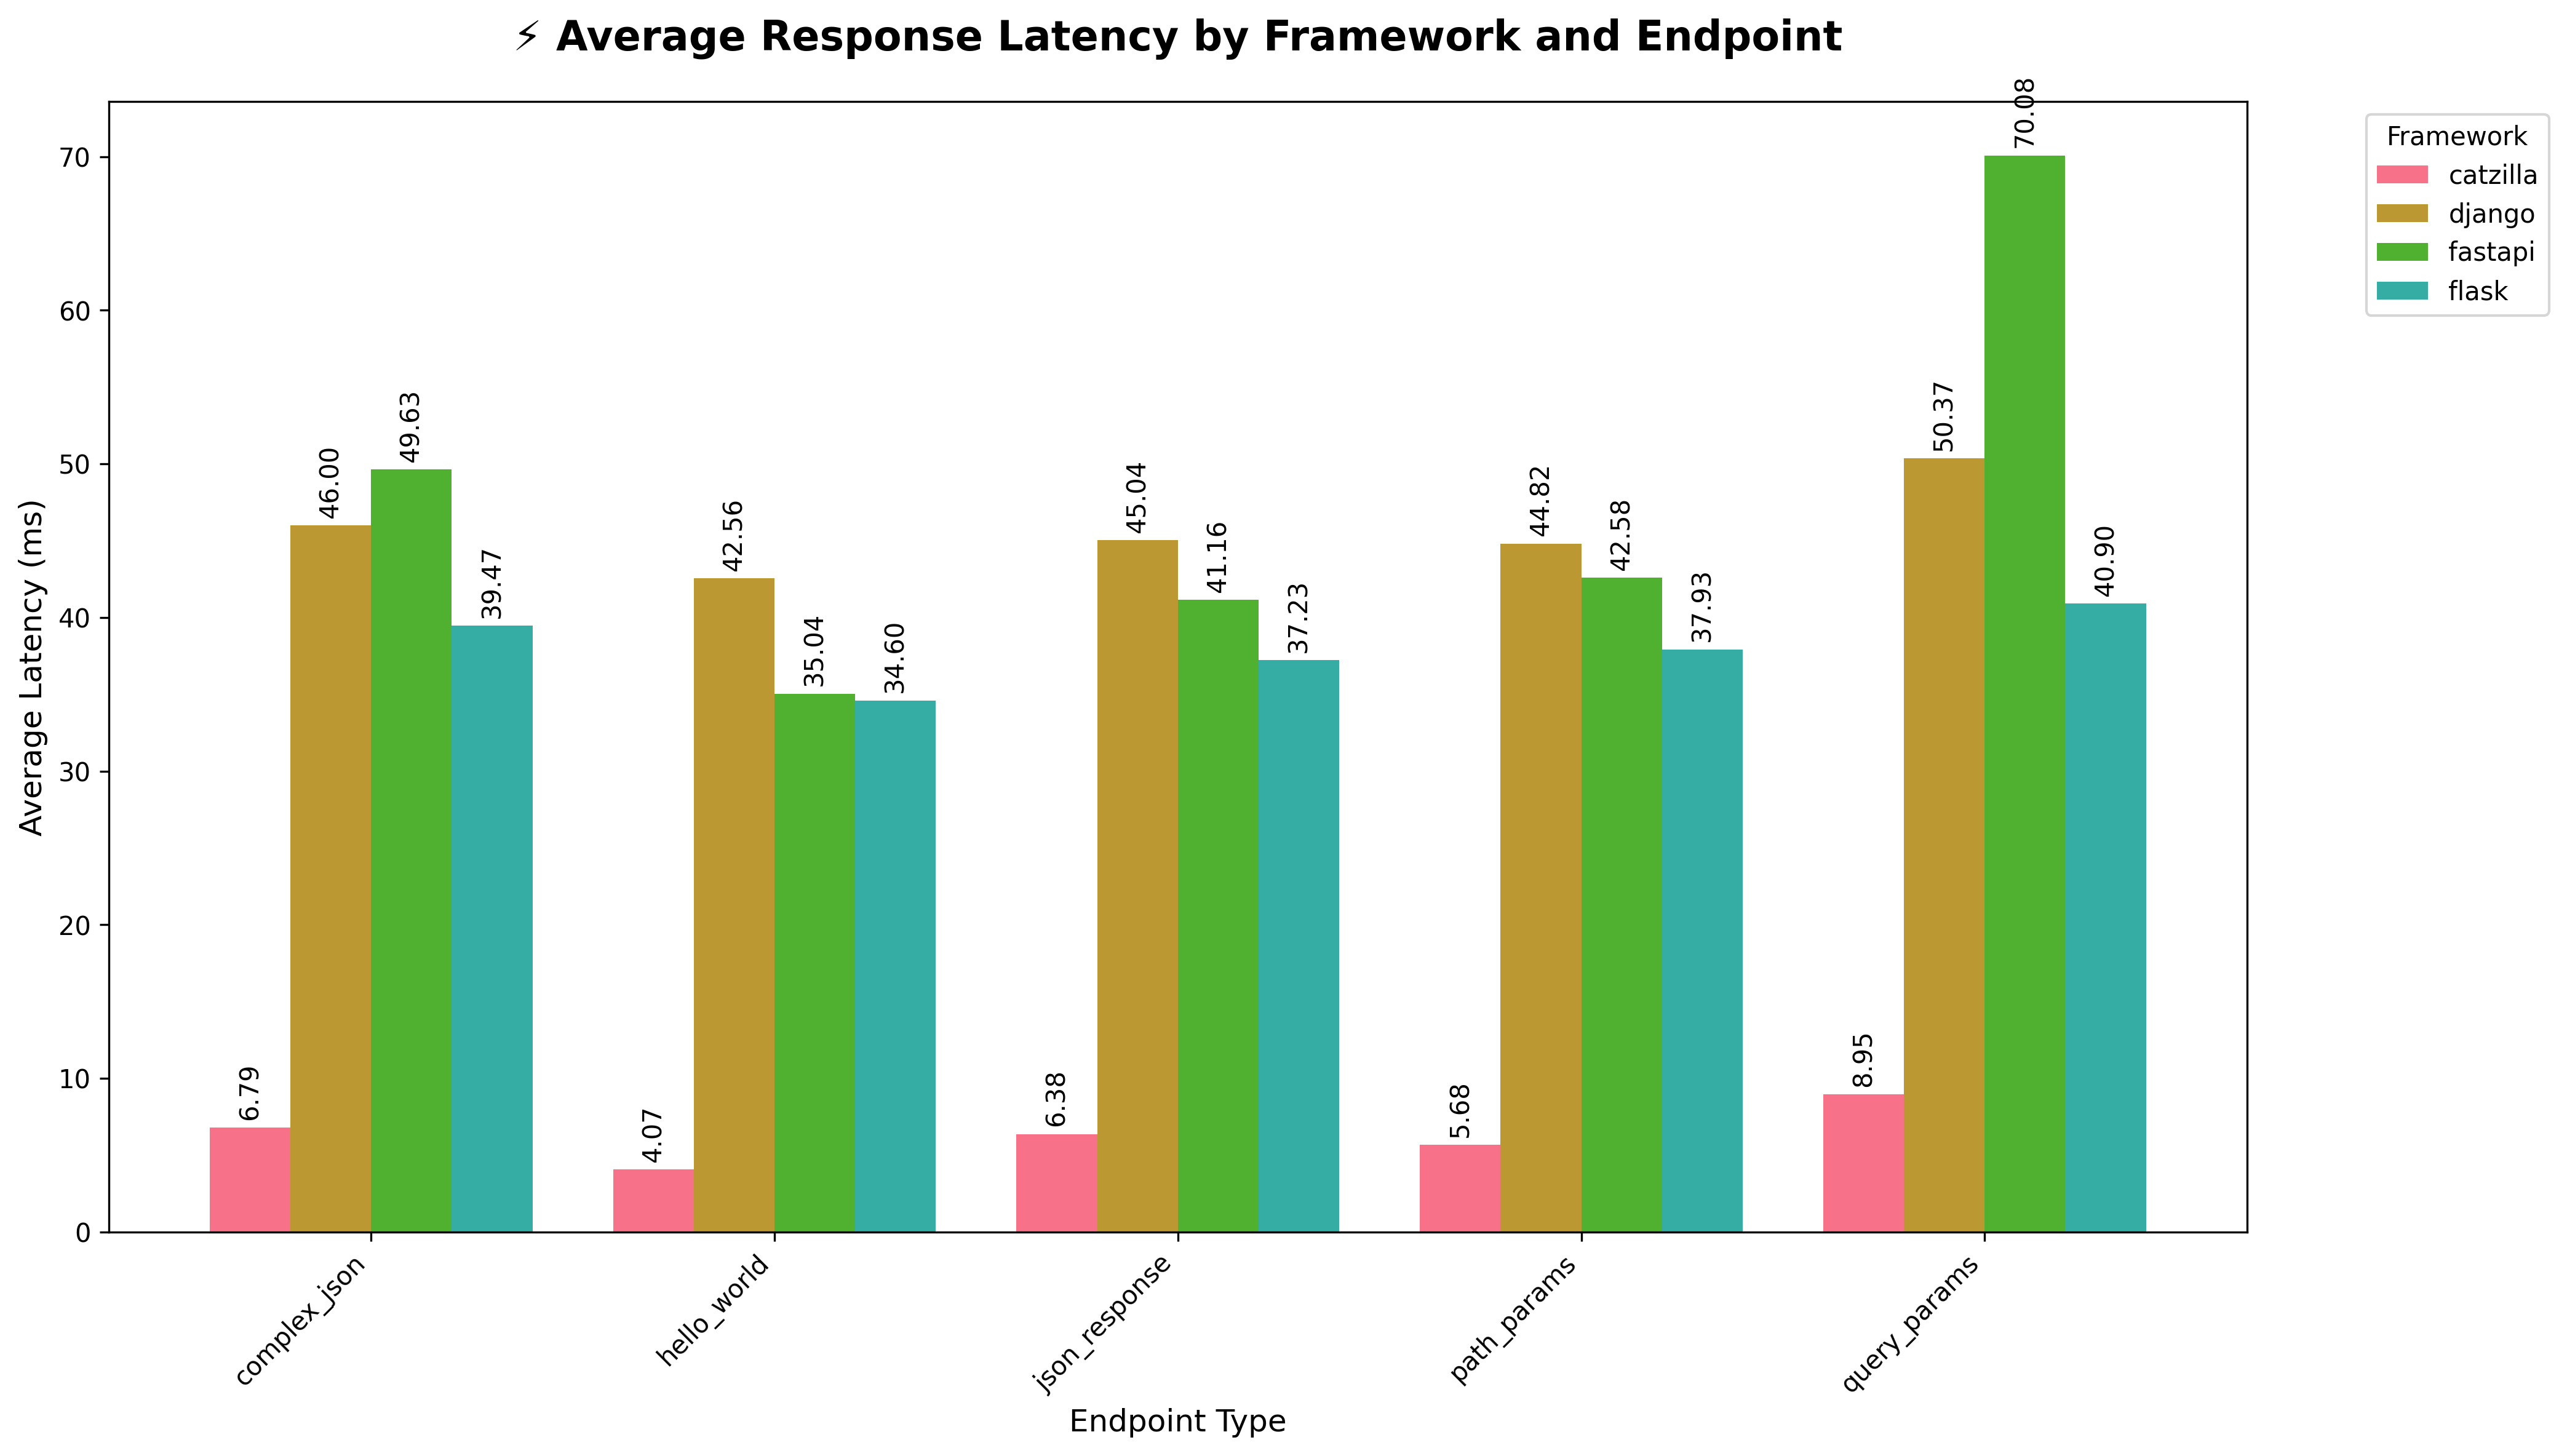 ⚡ Average Response Latency by Framework and Endpoint
Framework
catzilla
django
fastapi
flask
Average Latency (ms)
70
60
50
40
30
20
10
0
6.79
46.00
49.63
39.47
4.07
42.56
35.04
34.60
6.38
45.04
41.16
37.23
5.68
44.82
42.58
37.93
8.95
50.37
70.08
40.90
complex_json
hello_world
json_response
path_params
query_params
Endpoint Type